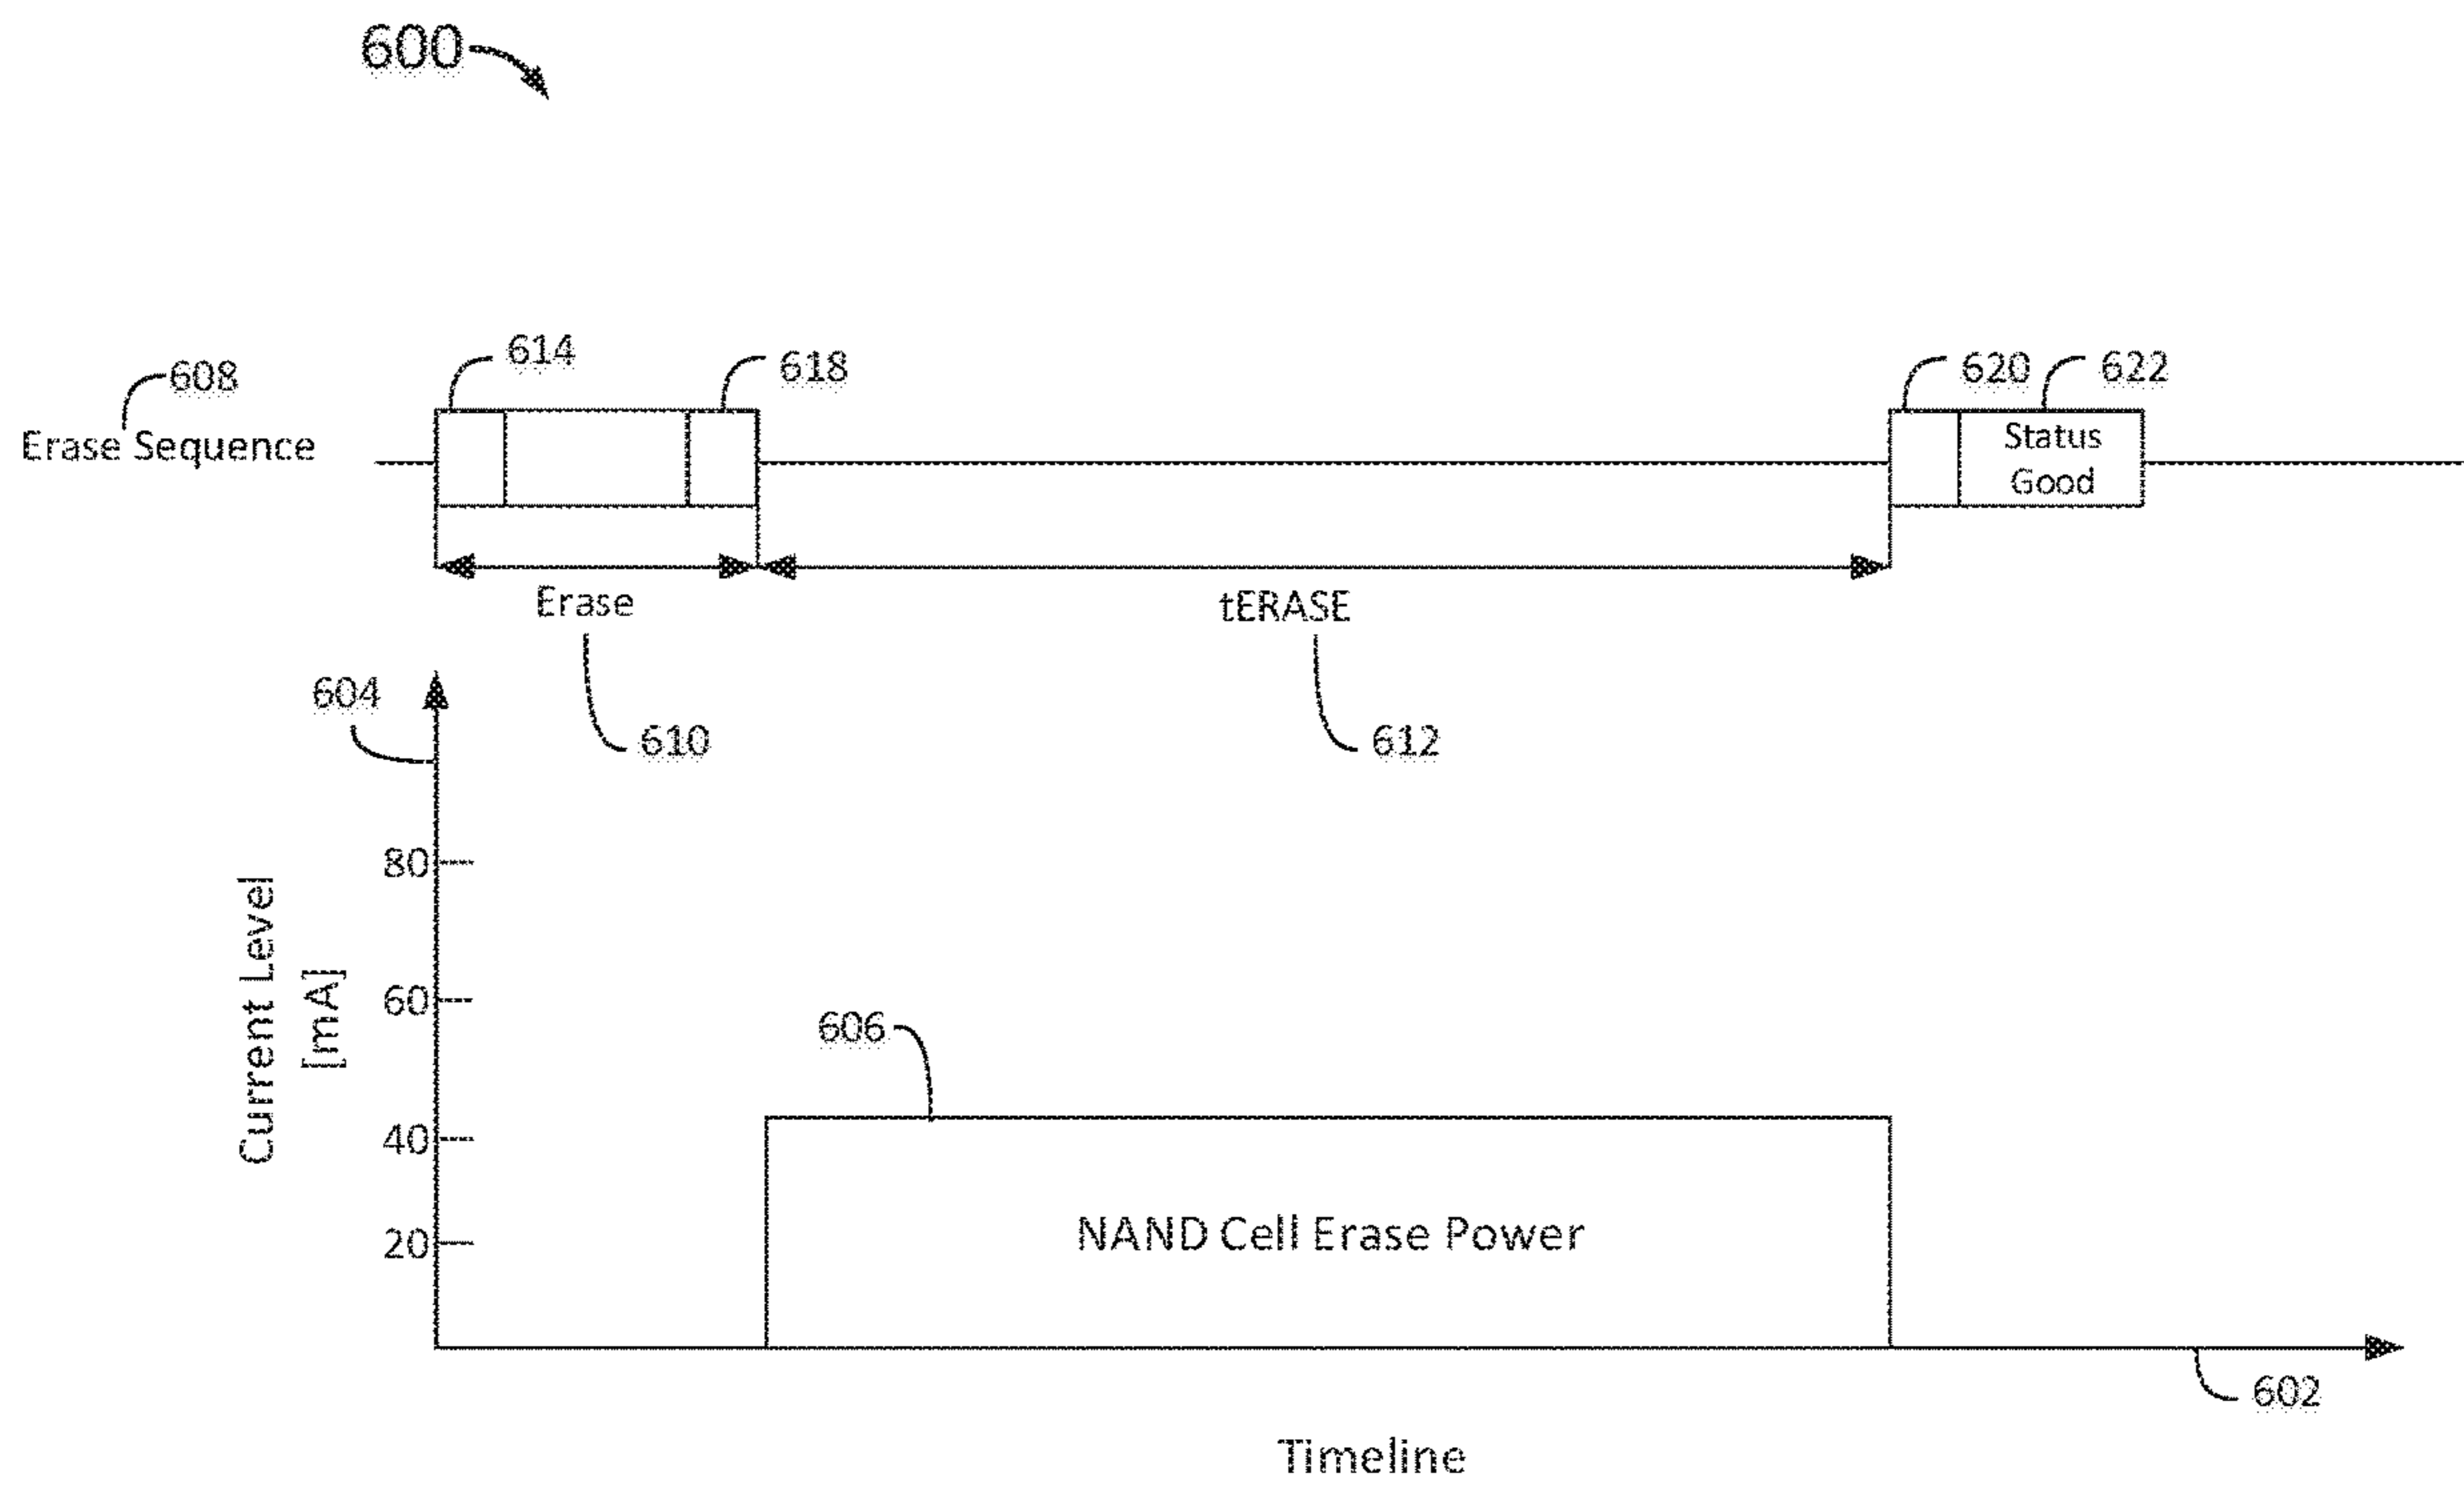 600
614
618
620
622
608
Erase Sequence
Status
Good
Erase
tERASE
604
610
612
80
60
40
20
Current Level
[mA]
606
NAND Cell Erase Power
602
Timeline